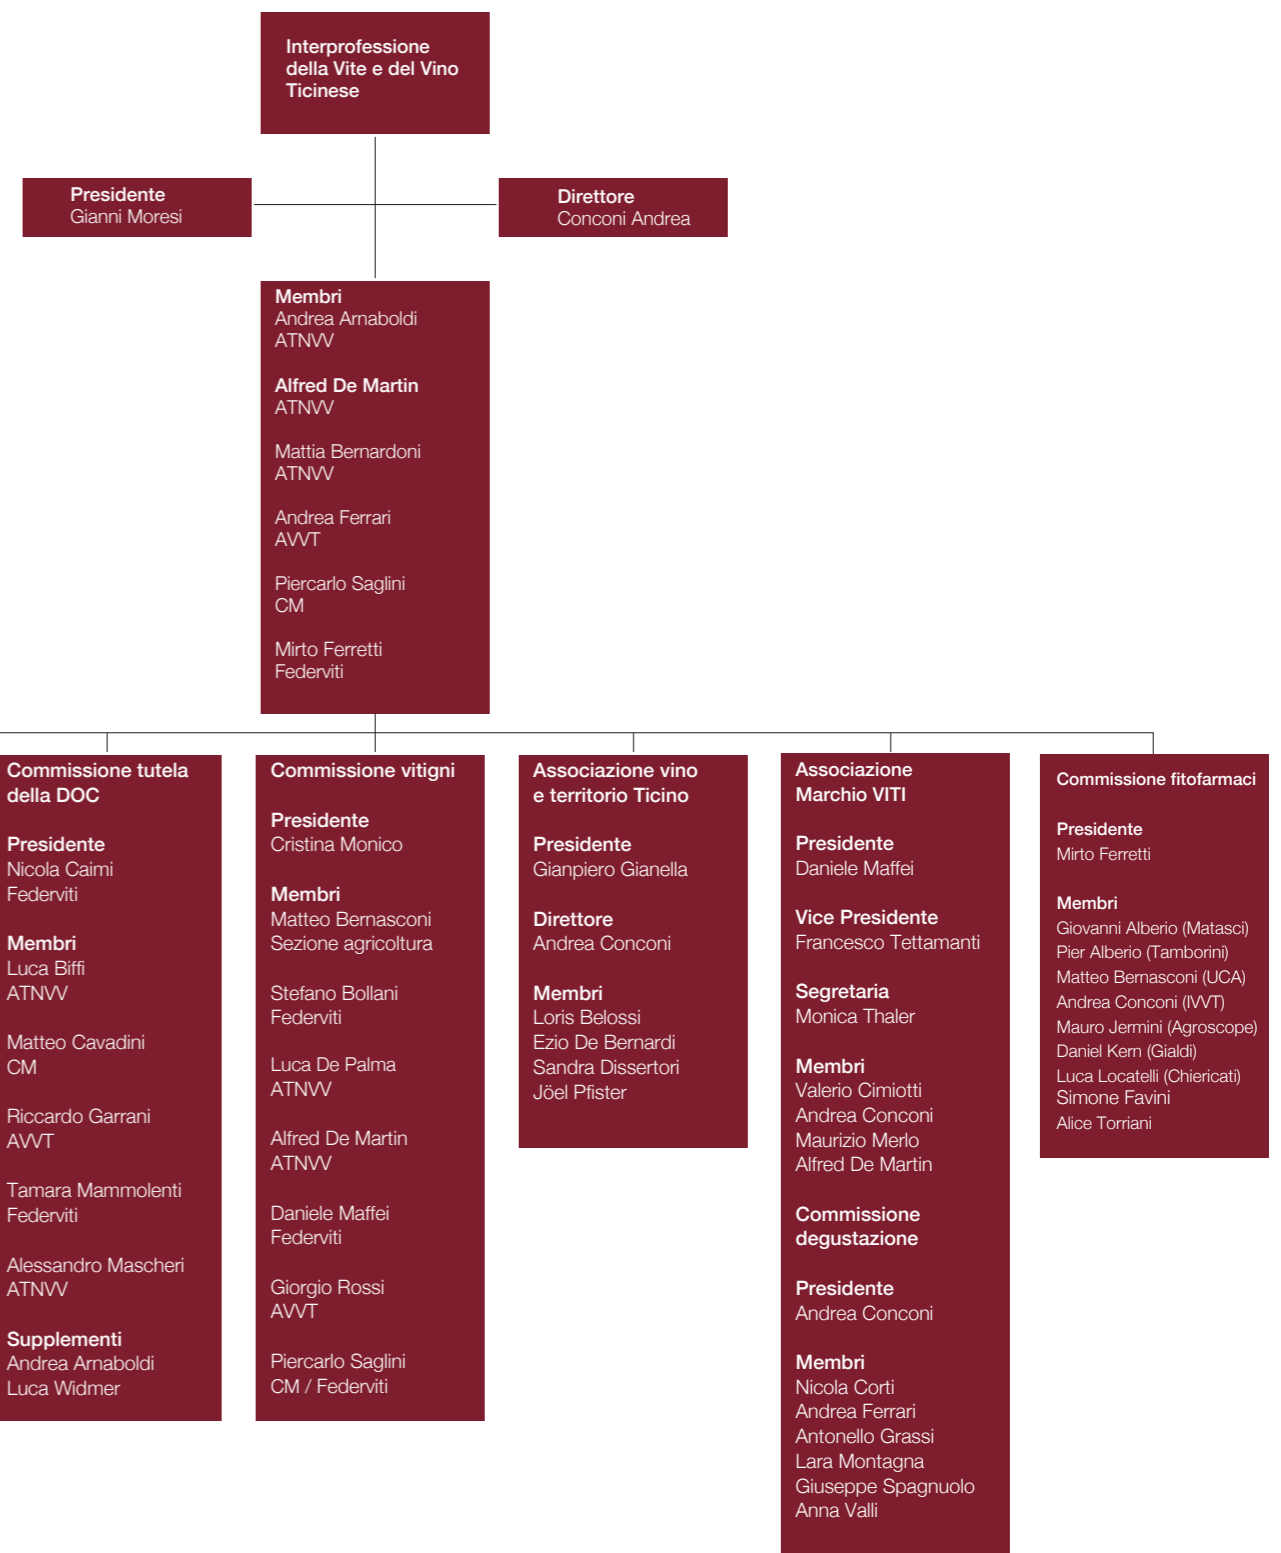 Interprofessione
della Vite e del Vino
Ticinese
Presidente
Gianni Moresi
Direttore
Conconi Andrea
Membri
Andrea Arnaboldi
ATNVV
Alfred De Martin
ATNVV
Mattia Bernardoni
ATNVV
Andrea Ferrari
AVVT
Piercarlo Saglini
CM
Mirto Ferretti
Federviti
Commissione tutela
della DOC
Presidente
Nicola Caimi
Federviti
Membri
Luca Biffi
ATNVV
Matteo Cavadini
CM
Riccardo Garrani
AVVT
Tamara Mammolenti
Federviti
Alessandro Mascheri
ATNVV
Supplementi
Andrea Arnaboldi
Luca Widmer
Commissione vitigni
Presidente
Cristina Monico
Membri
Matteo Bernasconi
Sezione agricoltura
Stefano Bollani
Federviti
Luca De Palma
ATNVV
Alfred De Martin
ATNVV
Daniele Maffei
Federviti
Giorgio Rossi
AVVT
Piercarlo Saglini
CM / Federviti
Associazione vino
e territorio Ticino
Presidente
Gianpiero Gianella
Direttore
Andrea Conconi
Membri
Loris Belossi
Ezio De Bernardi
Sandra Dissertori
Jöel Pfister
Associazione
Marchio VITI
Presidente
Daniele Maffei
Vice Presidente
Francesco Tettamanti
Segretaria
Monica Thaler
Membri
Valerio Cimiotti
Andrea Conconi
Maurizio Merlo
Alfred De Martin
Commissione
degustazione
Presidente
Andrea Conconi
Membri
Nicola Corti
Andrea Ferrari
Antonello Grassi
Lara Montagna
Giuseppe Spagnuolo
Anna Valli
Commissione fitofarmaci
Presidente
Mirto Ferretti
Membri
Giovanni Alberio (Matasci)
Pier Alberio (Tamborini)
Matteo Bernasconi (UCA)
Andrea Conconi (IVVT)
Mauro Jermini (Agroscope)
Daniel Kern (Gialdi)
Luca Locatelli (Chiericati)
Simone Favini
Alice Torriani